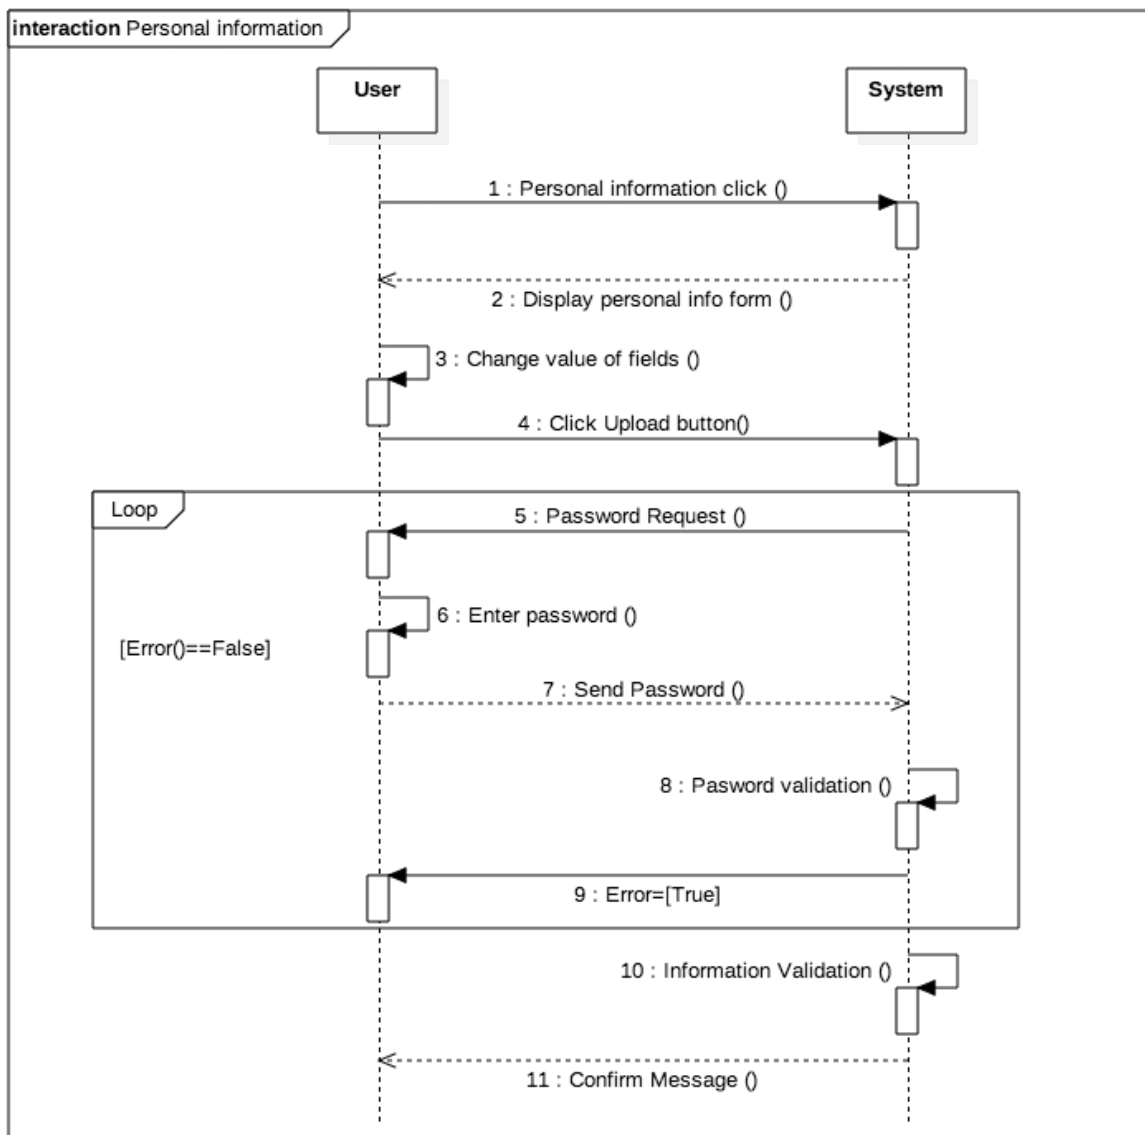 interaction Personal information
User
System
1 : Personal information click ()
2 : Display personal info form ()
3 : Change value of fields ()
4 : Click Upload button()
Loop
5 : Password Request ()
6 : Enter password ()
[Error()==False]
7 : Send Password ()
8 : Pasword validation ()
9 : Error=[True]
10 : Information Validation ()
11 : Confirm Message ()